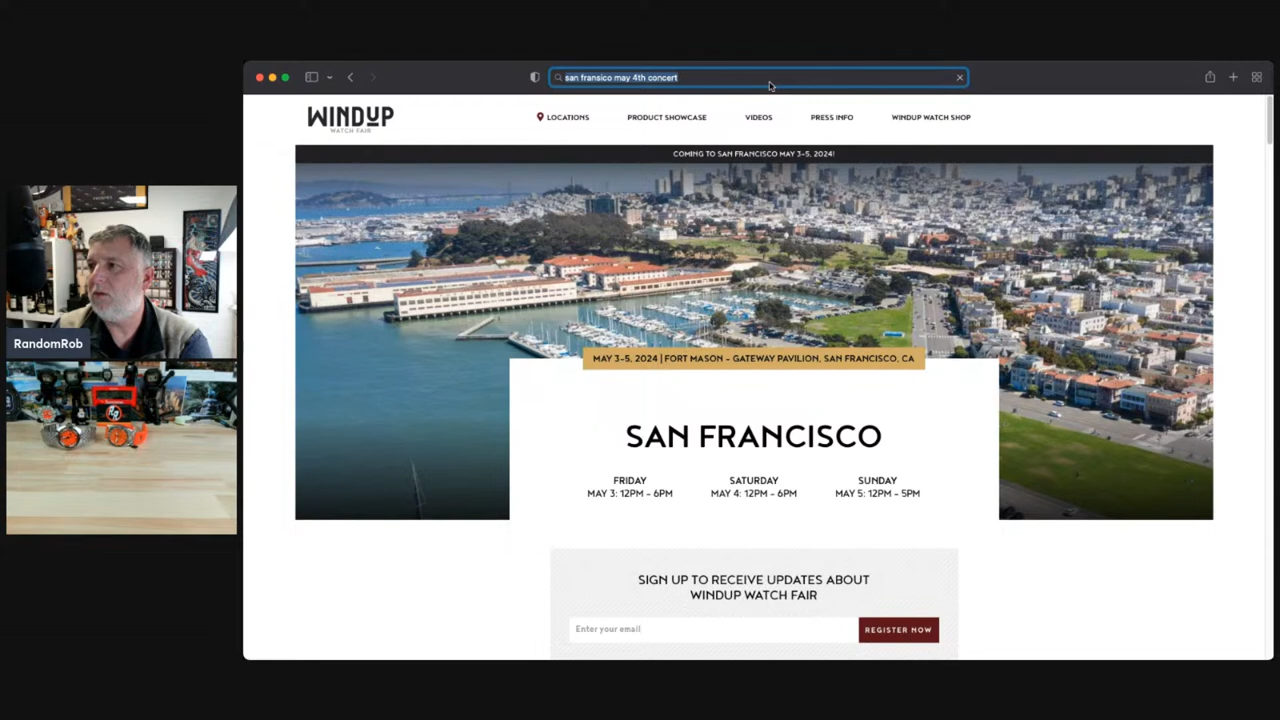 san fransico may 4th concert
WINDUP
WATCH FAIR
LOCATIONS
PRODUCT SHOWCASE
VIDEOS
PRESS INFO
WINDUP WATCH SHOP
COMING TO SAN FRANCISCO MAY 3-5, 2024!
RandomRob
MAY 3-5, 2024 | FORT MASON – GATEWAY PAVILION, SAN FRANCISCO, CA
SAN FRANCISCO
FRIDAY
MAY 3: 12PM – 6PM
SATURDAY
MAY 4: 12PM – 6PM
SUNDAY
MAY 5: 12PM – 5PM
SIGN UP TO RECEIVE UPDATES ABOUT
WINDUP WATCH FAIR
Enter your email
REGISTER NOW